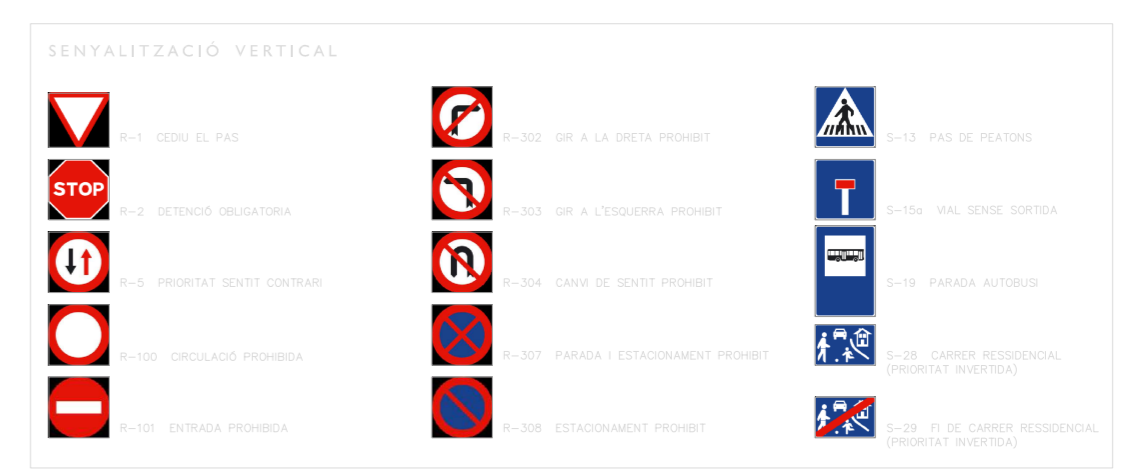 SENYALITZACIÓ VERTICAL
R-1 CEDIU EL PAS
STOP
R-2 DETENCIÓ OBLIGATORIA
R-5 PRIORITAT SENTIT CONTRARI
R-100 CIRCULACIÓ PROHIBIDA
R-101 ENTRADA PROHIBIDA
R-302 GIR A LA DRETA PROHIBIT
R-303 GIR A L'ESQUERRA PROHIBIT
R-304 CANVI DE SENTIT PROHIBIT
R-307 PARADA I ESTACIONAMENT PROHIBIT
R-308 ESTACIONAMENT PROHIBIT
S-13 PAS DE PEATONS
S-15a VIAL SENSE SORTIDA
S-19 PARADA AUTOBUSI
S-28 CARRER RESSIDENCIAL
(PRIORITAT INVERTIDA)
S-29 FI DE CARRER RESSIDENCIAL
(PRIORITAT INVERTIDA)